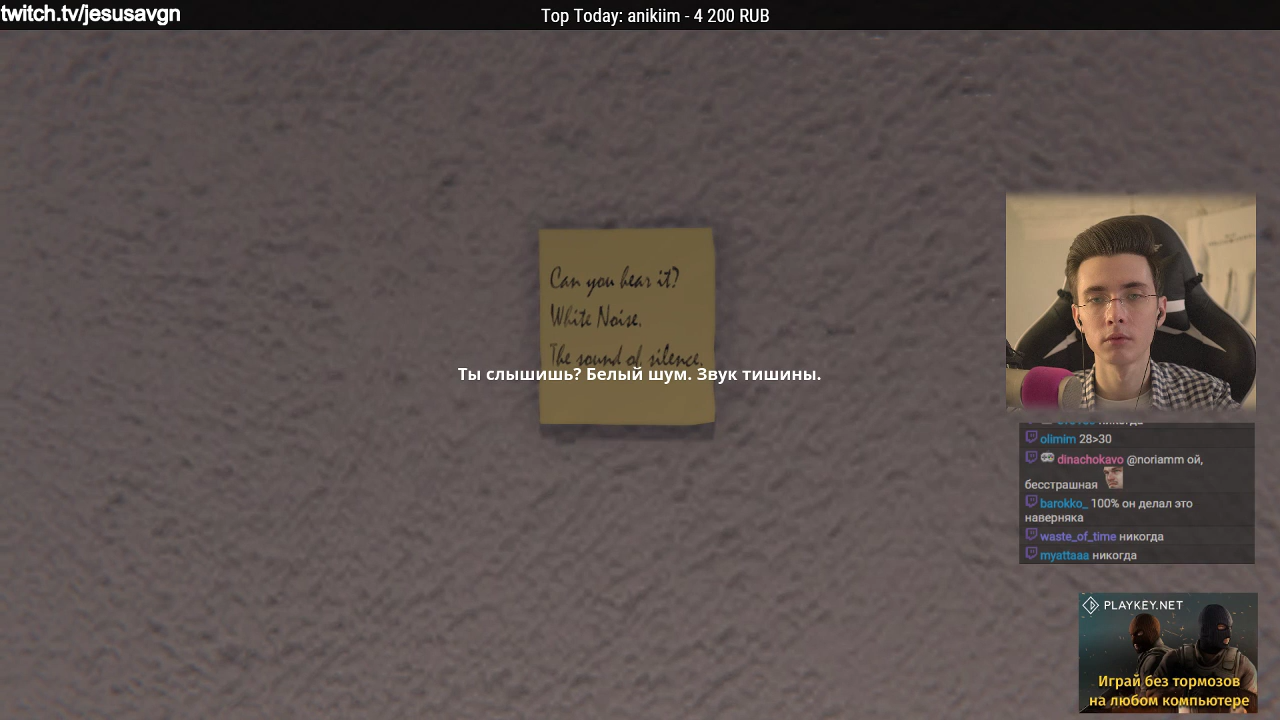 twitch.tv/jesusavgn
Top Today: anikiim - 4 200 RUB
Can you hear it?
White Noise.
The sound of silence.
Ты слышишь? Белый шум. Звук тишины.
никогда
olimim 28>30
dinachokavo @noriamm ой,
бесстрашная
barokko_ 100% он делал это
наверняка
waste_of_time никогда
myattaaa никогда
PLAYKEY.NET
Играй без тормозов
на любом компьютере